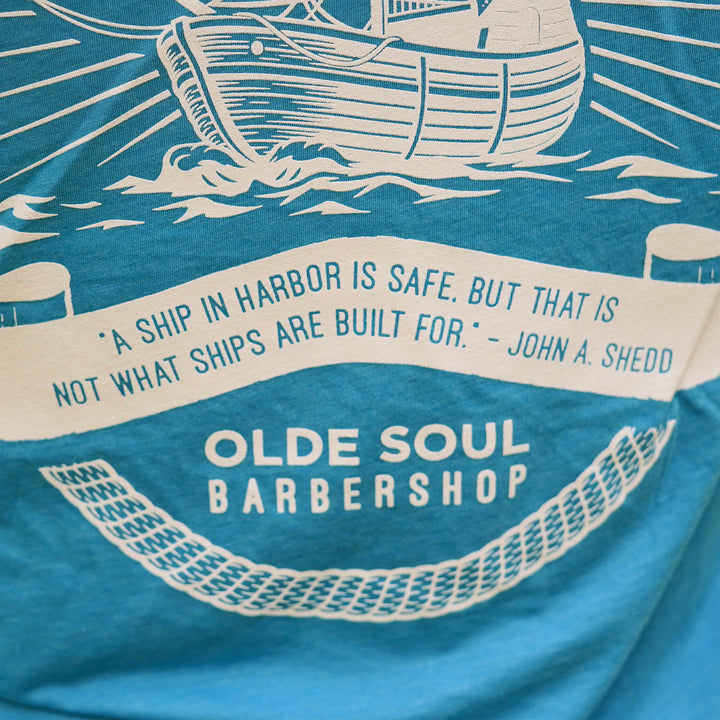 "A SHIP IN HARBOR IS SAFE. BUT THAT IS
NOT WHAT SHIPS ARE BUILT FOR." - JOHN A. SHEDD
OLDE SOUL
BARBERSHOP